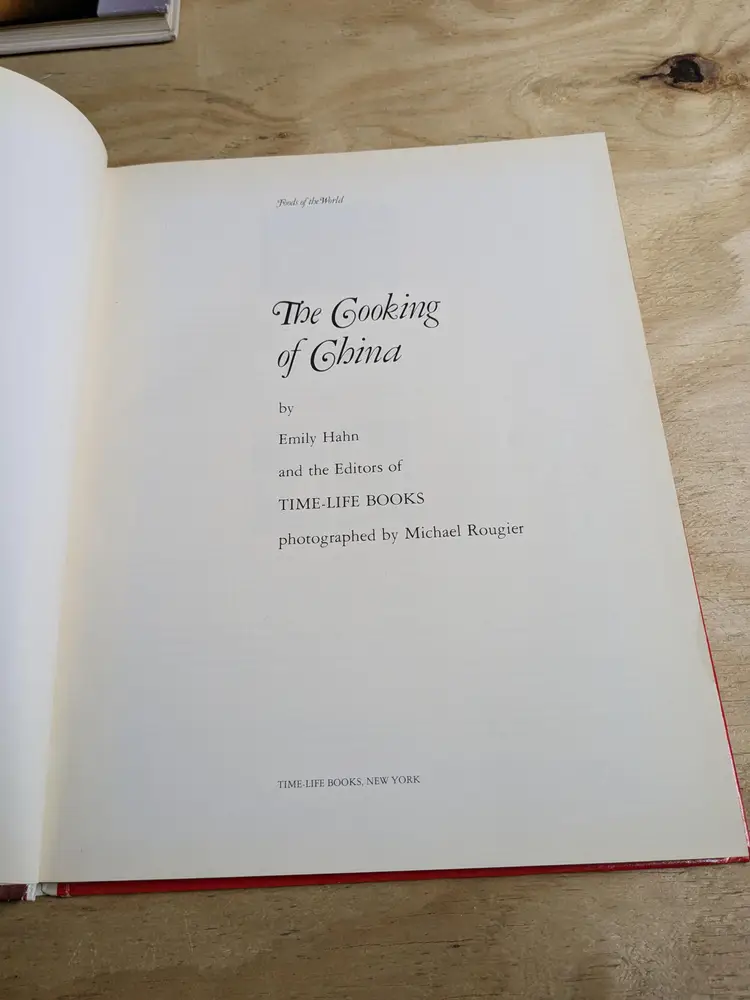 Foods of the World
The Cooking
of China
by
Emily Hahn
and the Editors of
TIME-LIFE BOOKS
photographed by Michael Rougier
TIME-LIFE BOOKS, NEW YORK